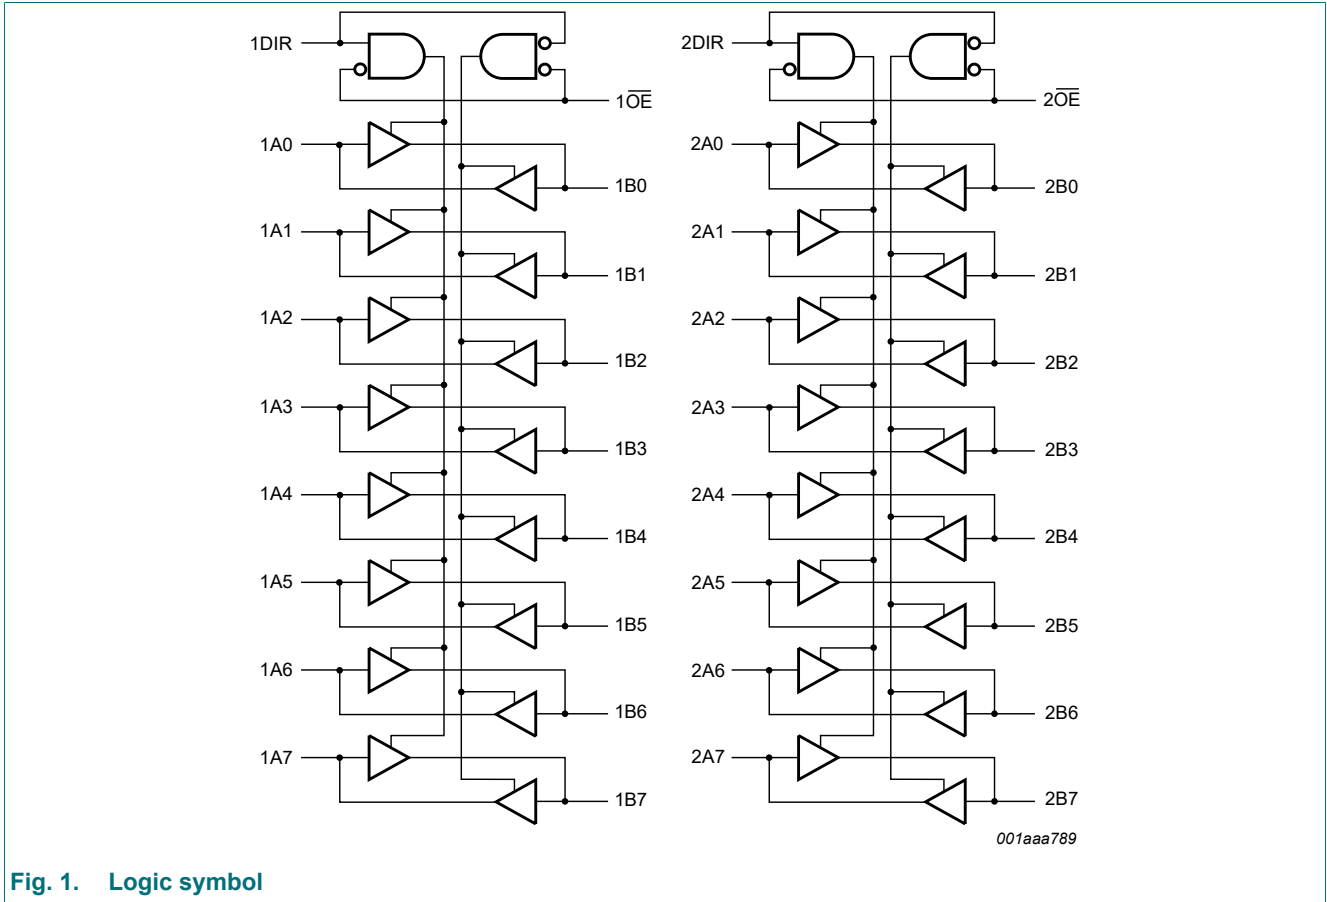 1DIR 2DIR
1O̅E̅ 2O̅E̅
1A0 2A0
1B0 2B0
1A1 2A1
1B1 2B1
1A2 2A2
1B2 2B2
1A3 2A3
1B3 2B3
1A4 2A4
1B4 2B4
1A5 2A5
1B5 2B5
1A6 2A6
1B6 2B6
1A7 2A7
1B7 2B7
001aaa789
Fig. 1. Logic symbol